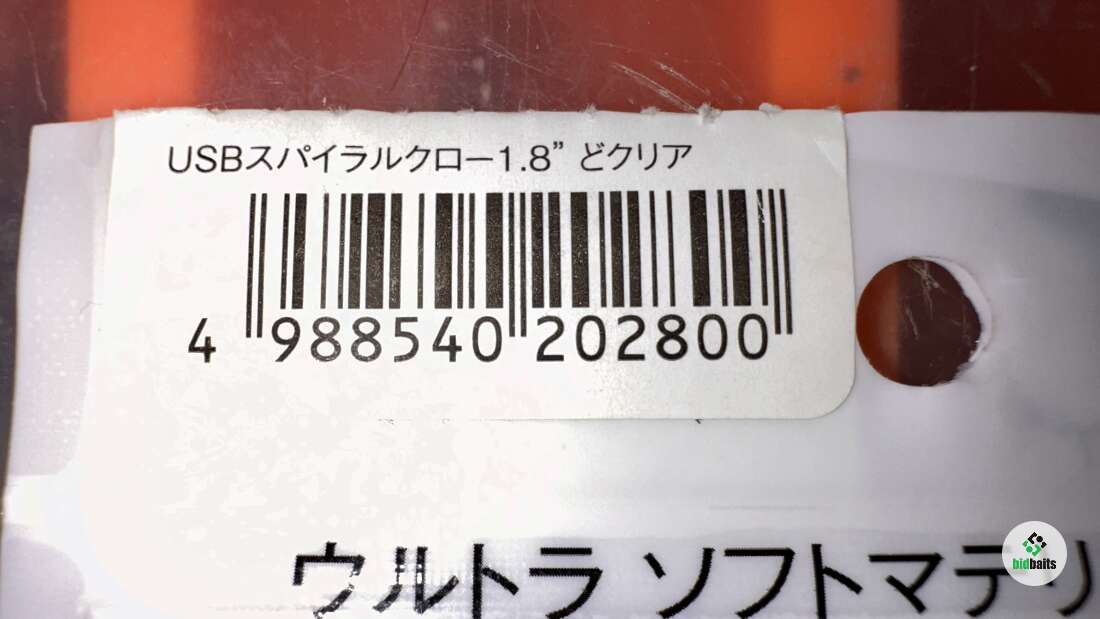 USBスパイラルクロー1.8” どクリア
4 988540 202800
ウルトラ ソフトマテリ
bidbaits